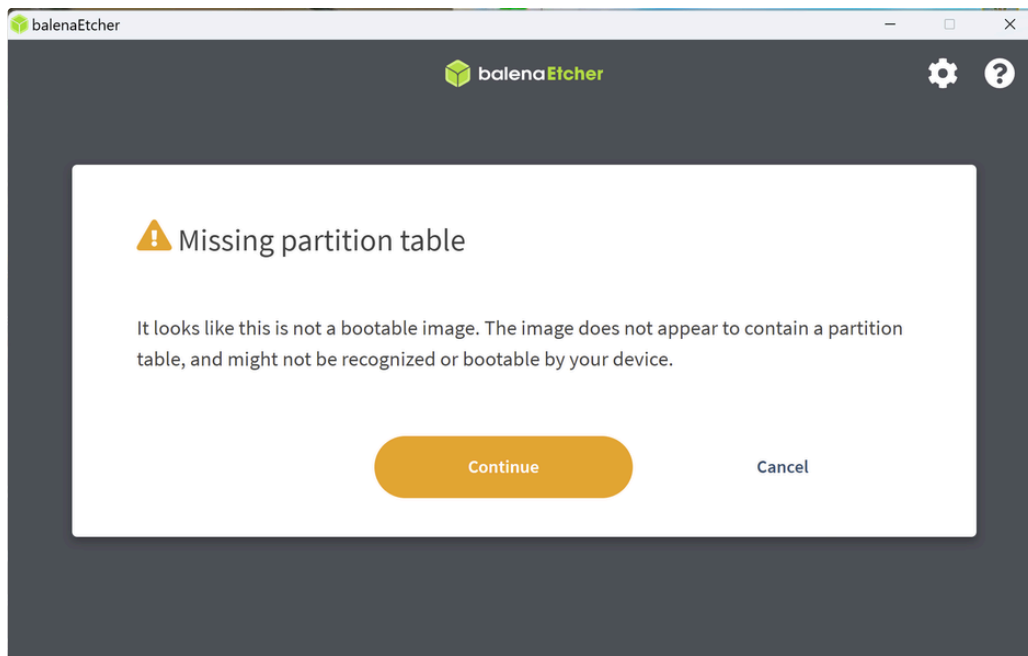 balenaEtcher
balenaEtcher
Missing partition table
It looks like this is not a bootable image. The image does not appear to contain a partition
table, and might not be recognized or bootable by your device.
Continue Cancel